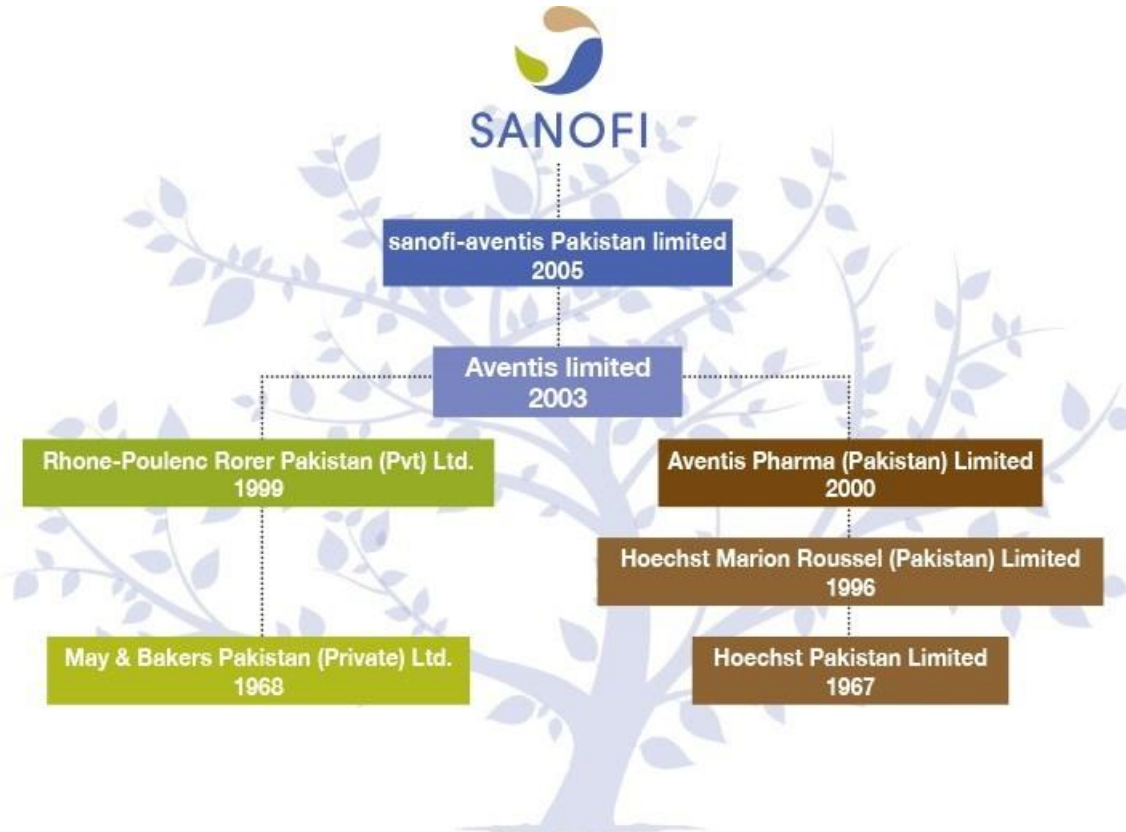 SANOFI
sanofi-aventis Pakistan limited
2005
Aventis limited
2003
Rhone-Poulenc Rorer Pakistan (Pvt) Ltd.
1999
Aventis Pharma (Pakistan) Limited
2000
Hoechst Marion Roussel (Pakistan) Limited
1996
May & Bakers Pakistan (Private) Ltd.
1968
Hoechst Pakistan Limited
1967